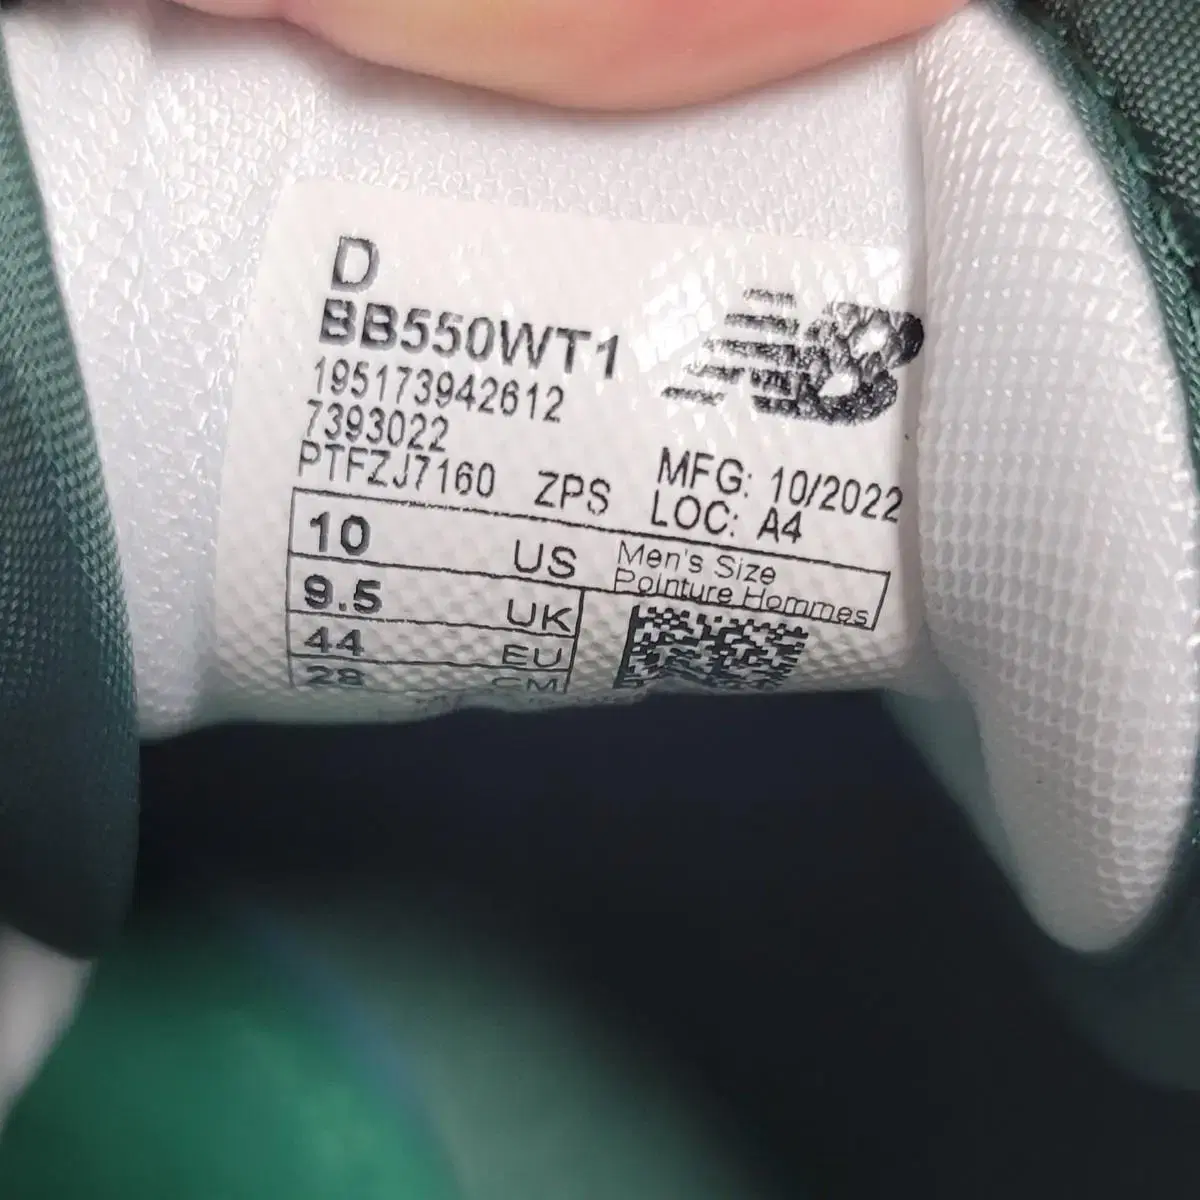 D
BB550WT1
195173942612
7393022
PTFZJ7160 ZPS
MFG: 10/2022
LOC: A4
10 US
Men's Size
Pointure Hommes
9.5 UK
44 EU
28 CM
NB